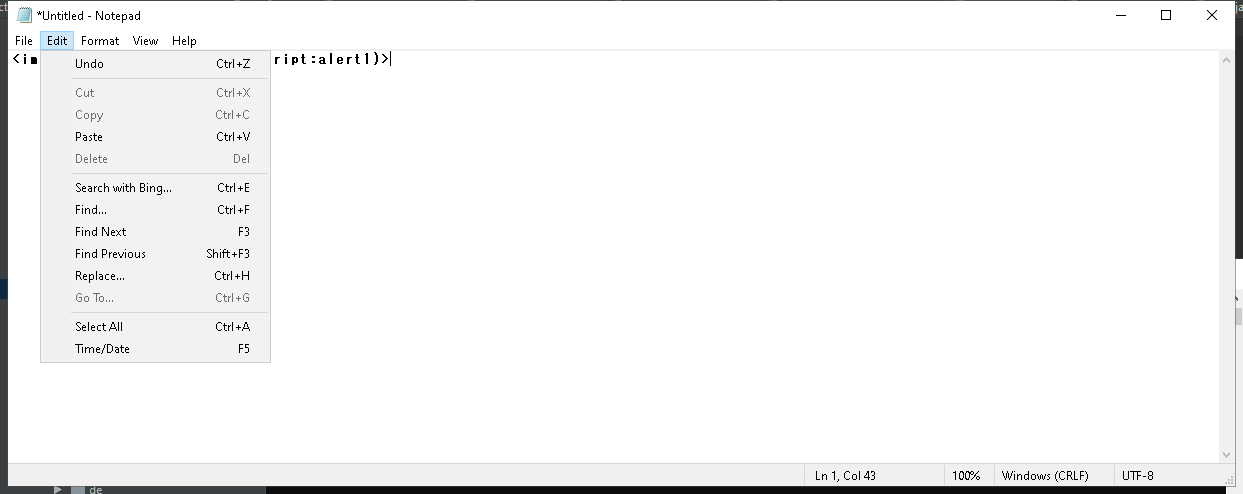 *Untitled - Notepad
File Edit Format View Help
<im ript:alert1)>
Undo Ctrl+Z
Cut Ctrl+X
Copy Ctrl+C
Paste Ctrl+V
Delete Del
Search with Bing... Ctrl+E
Find... Ctrl+F
Find Next F3
Find Previous Shift+F3
Replace... Ctrl+H
Go To... Ctrl+G
Select All Ctrl+A
Time/Date F5
Ln 1, Col 43 100% Windows (CRLF) UTF-8
de